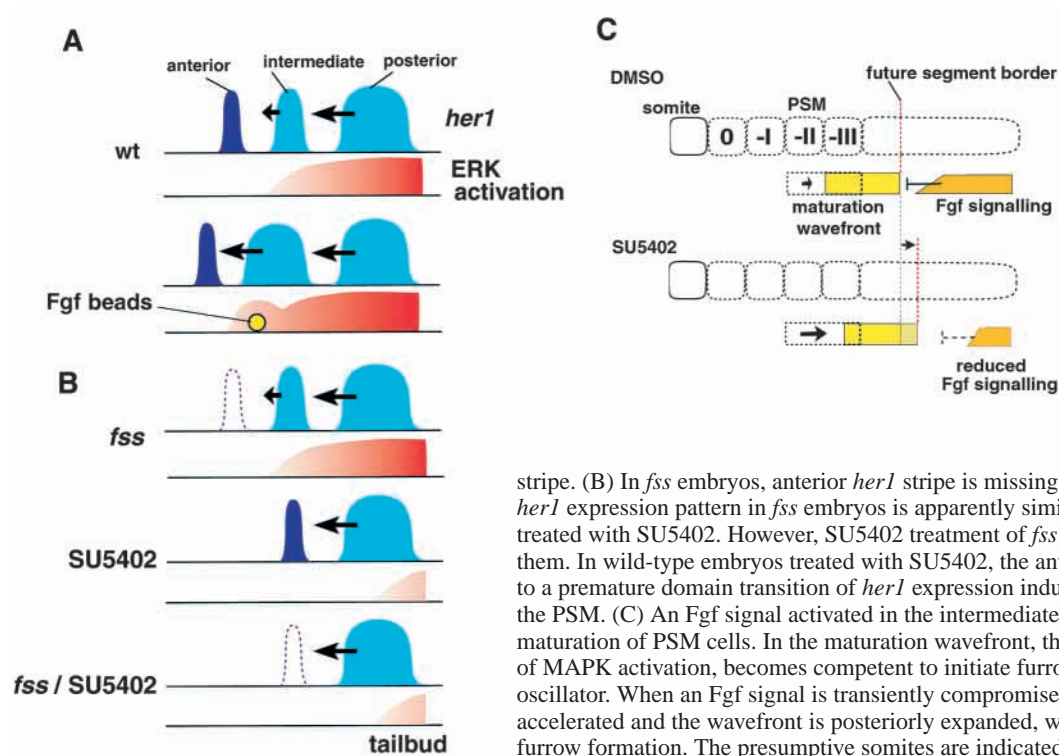 A
anterior
intermediate
posterior
her1
wt
ERK
activation
Fgf beads
B
fss
SU5402
fss / SU5402
tailbud
C
DMSO
future segment border
somite
PSM
0 -I -II -III
maturation
wavefront
Fgf signalling
SU5402
reduced
Fgf signalling
stripe. (B) In fss embryos, anterior her1 stripe is missing
her1 expression pattern in fss embryos is apparently simi
treated with SU5402. However, SU5402 treatment of fss
them. In wild-type embryos treated with SU5402, the an
to a premature domain transition of her1 expression indu
the PSM. (C) An Fgf signal activated in the intermediate
maturation of PSM cells. In the maturation wavefront, th
of MAPK activation, becomes competent to initiate furro
oscillator. When an Fgf signal is transiently compromise
accelerated and the wavefront is posteriorly expanded, w
furrow formation. The presumptive somites are indicated